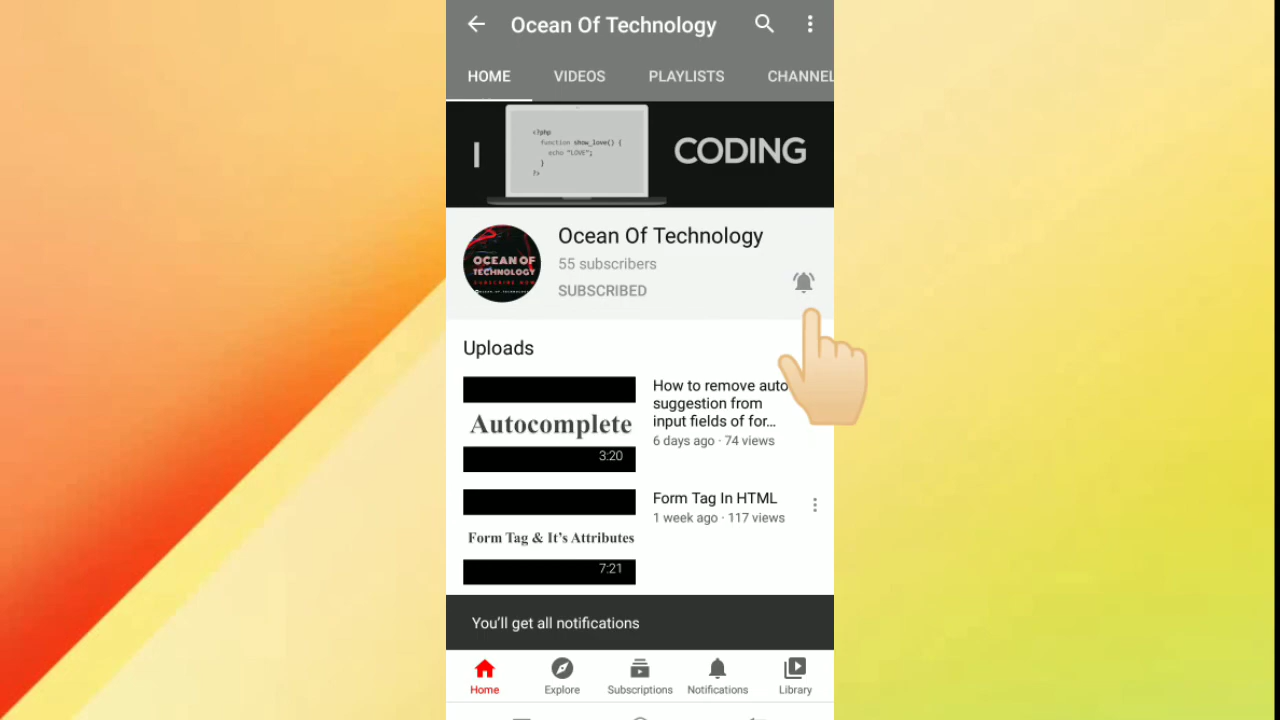 Ocean Of Technology
HOME VIDEOS PLAYLISTS CHANNEL
<?php
function show_love() {
echo "LOVE";
}
?>
I
CODING
OCEAN OF
TECHNOLOGY
SUBSCRIBE NOW
Ocean Of Technology
55 subscribers
SUBSCRIBED
Uploads
Autocomplete
3:20
How to remove auto
suggestion from
input fields of for...
6 days ago · 74 views
Form Tag & It's Attributes
7:21
Form Tag In HTML
1 week ago · 117 views
You'll get all notifications
Home Explore Subscriptions Notifications Library